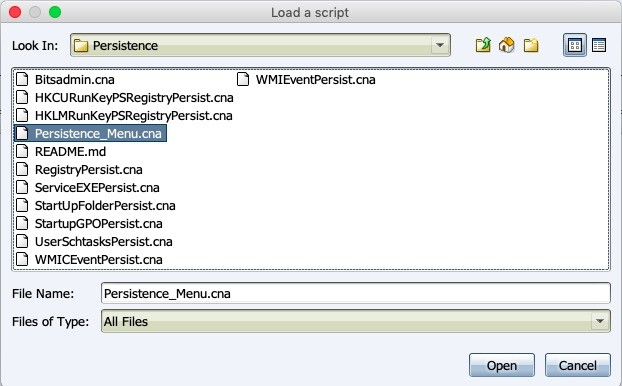 Load a script
Look In: Persistence
Bitsadmin.cna
HKCURunKeyPSRegistryPersist.cna
HKLMRunKeyPSRegistryPersist.cna
Persistence_Menu.cna
README.md
RegistryPersist.cna
ServiceEXEPersist.cna
StartUpFolderPersist.cna
StartupGPOPersist.cna
UserSchtasksPersist.cna
WMICEventPersist.cna
WMIEventPersist.cna
File Name: Persistence_Menu.cna
Files of Type: All Files
Open Cancel